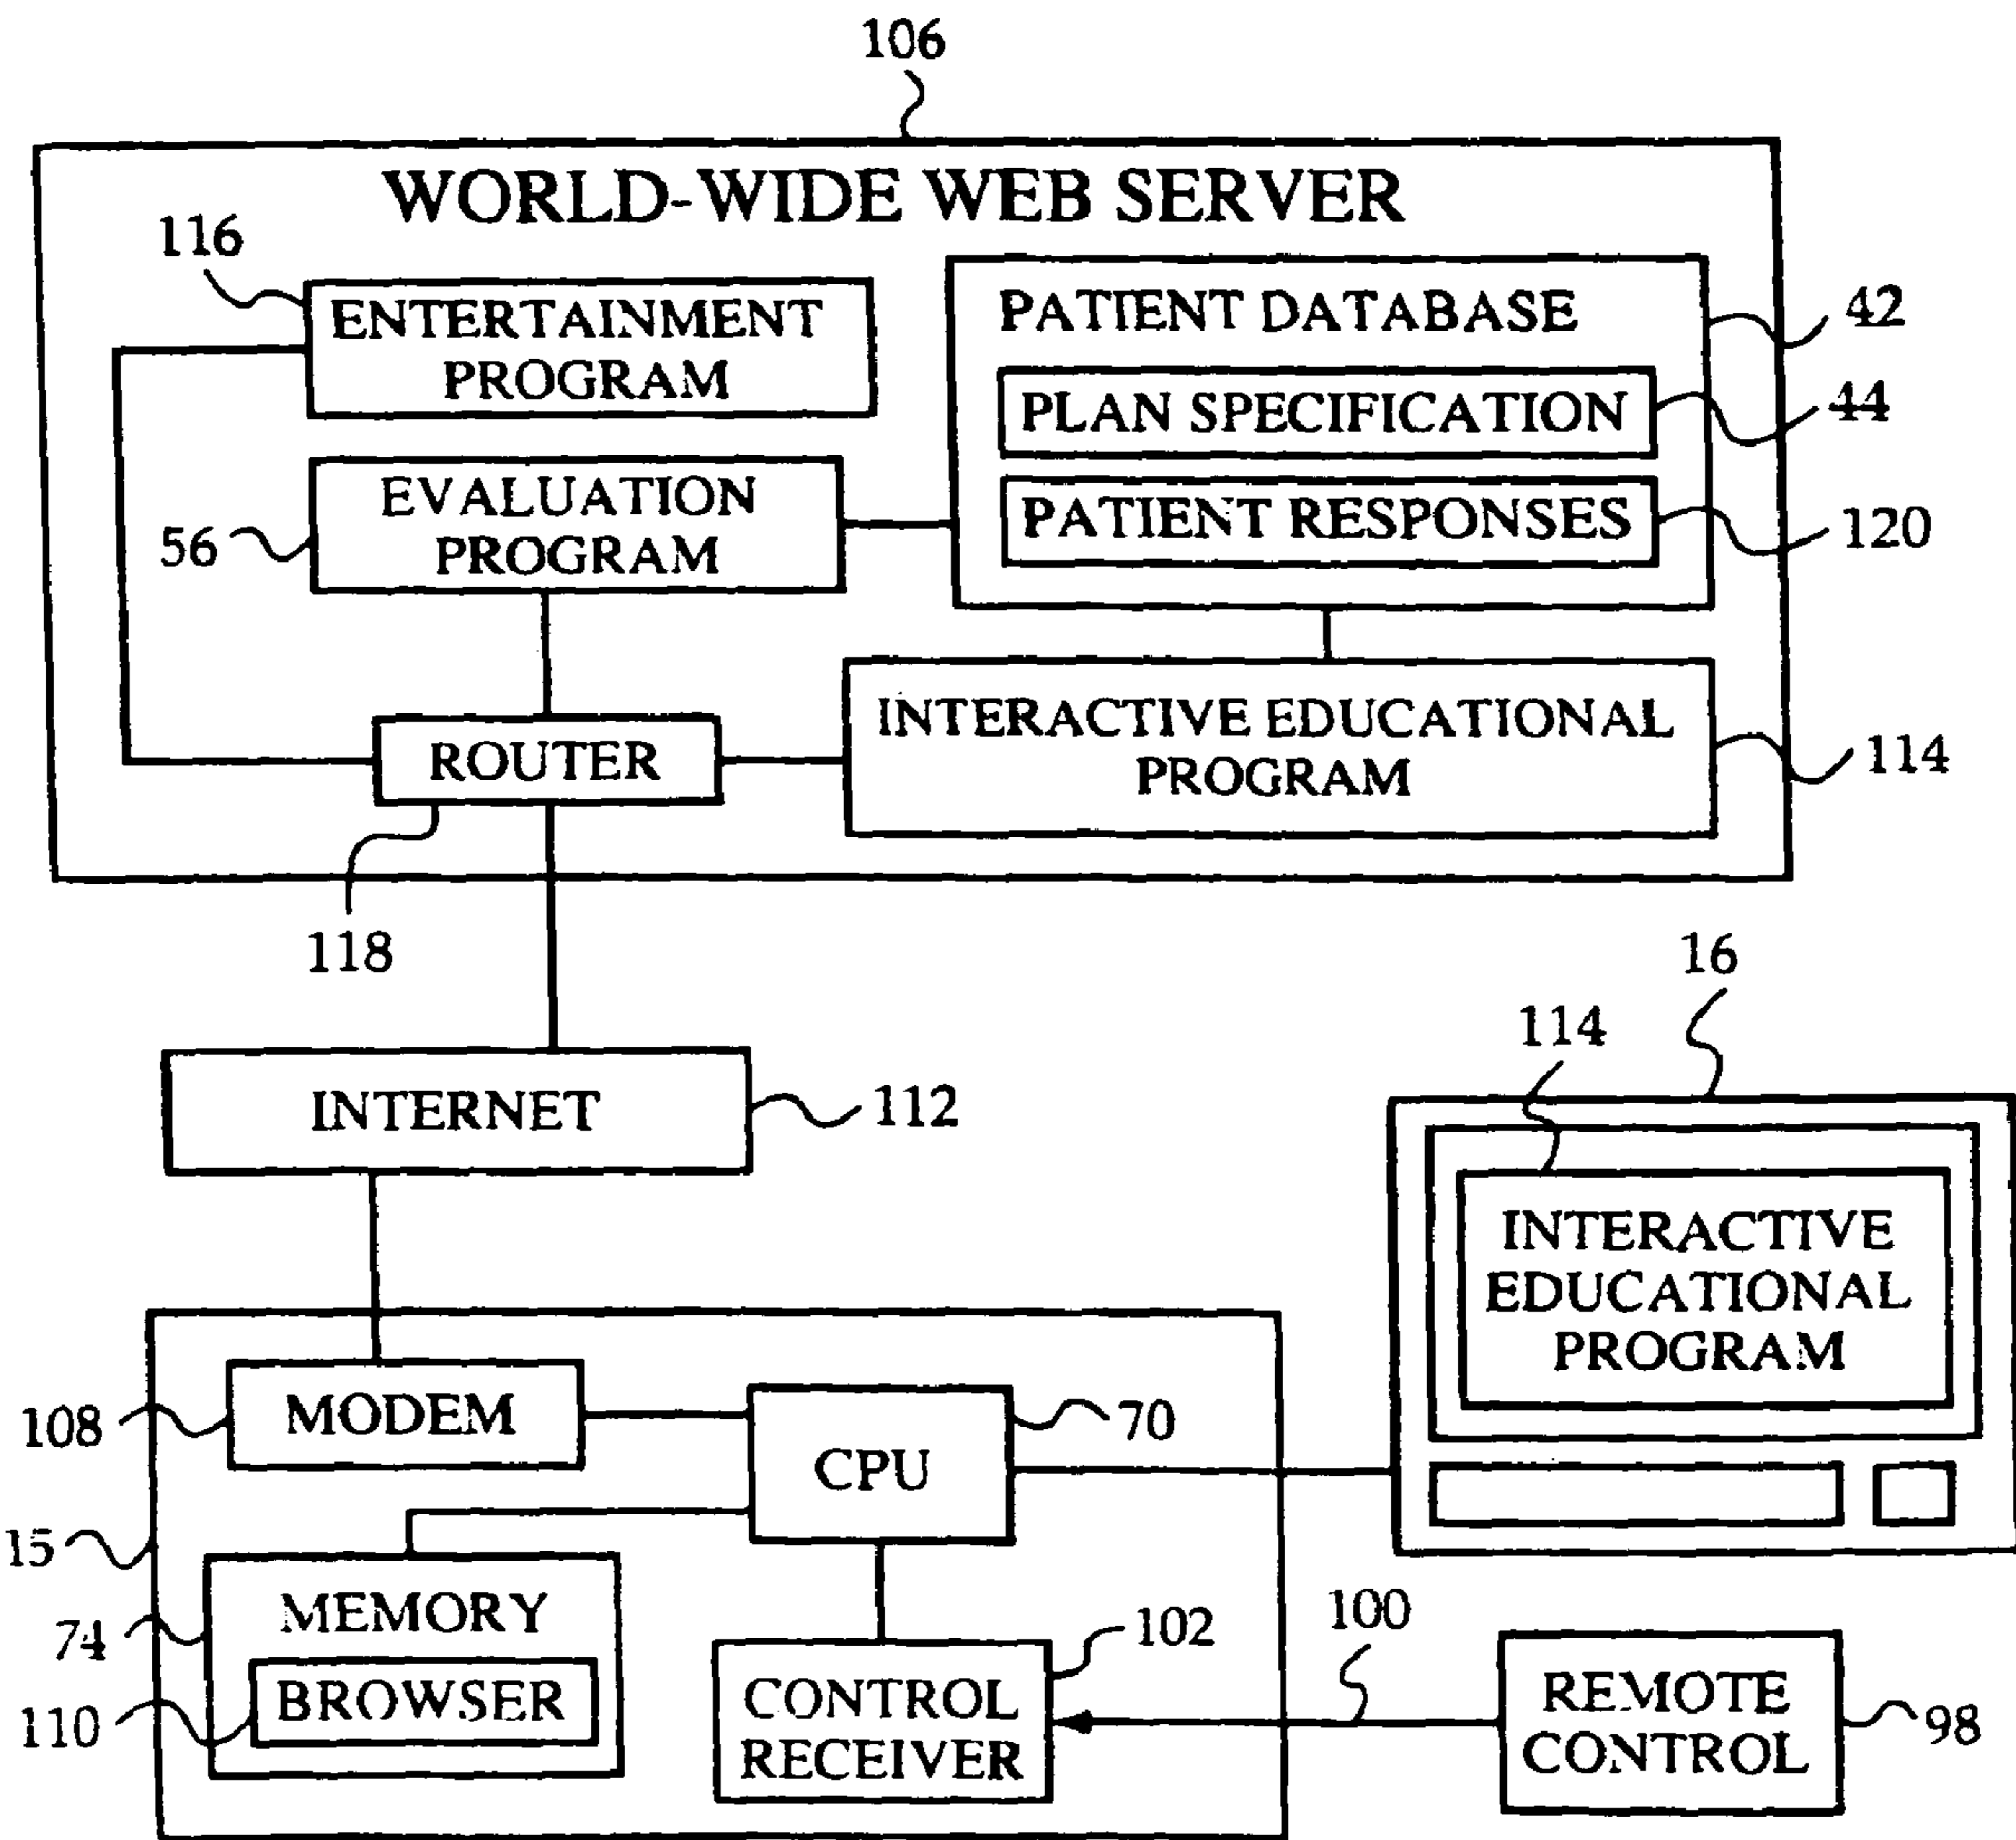 106
WORLD-WIDE WEB SERVER
116
ENTERTAINMENT
PROGRAM
PATIENT DATABASE
42
PLAN SPECIFICATION
44
EVALUATION
PROGRAM
56
PATIENT RESPONSES
120
ROUTER
118
INTERACTIVE EDUCATIONAL
PROGRAM
114
INTERNET
112
16
114
INTERACTIVE
EDUCATIONAL
PROGRAM
108
MODEM
CPU
70
15
74
MEMORY
110
BROWSER
102
CONTROL
RECEIVER
100
REMOTE
CONTROL
98